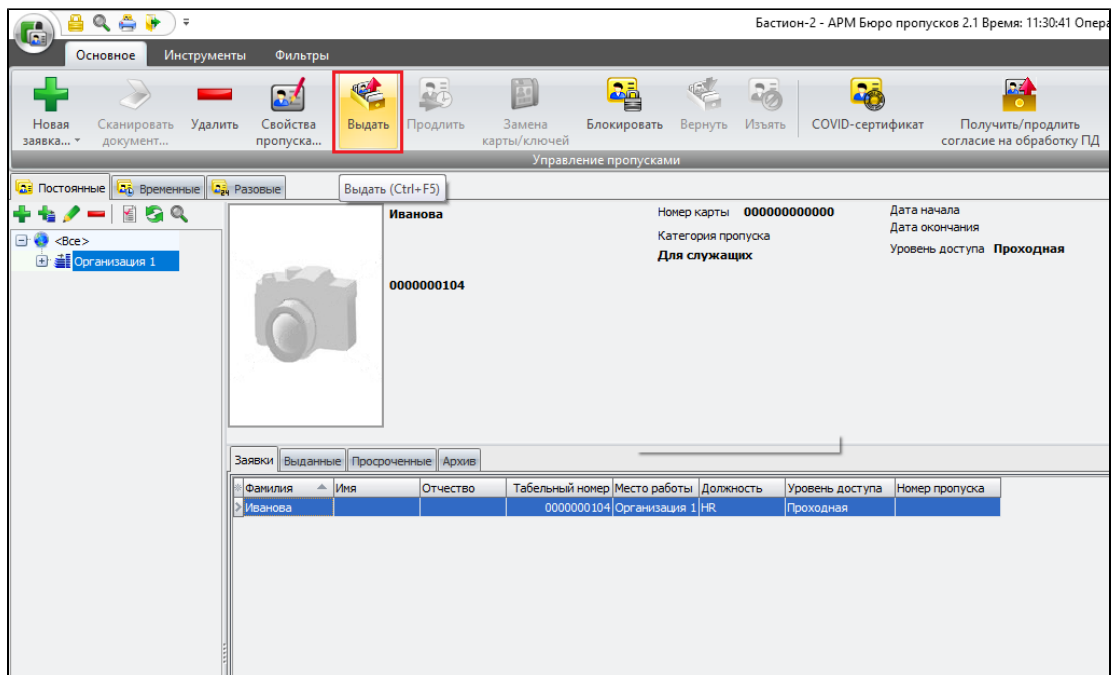 Бастион-2 - АРМ Бюро пропусков 2.1 Время: 11:30:41 Опера
Основное Инструменты Фильтры
Новая заявка... Сканировать документ... Удалить Свойства пропуска... Выдать Продлить Замена карты/ключей Блокировать Вернуть Изъять COVID-сертификат Получить/продлить согласие на обработку ПД
Управление пропусками
Постоянные Временные Разовые
Выдать (Ctrl+F5)
<Все>
Организация 1
Иванова
0000000104
Номер карты 000000000000
Категория пропуска
Для служащих
Дата начала
Дата окончания
Уровень доступа Проходная
Заявки Выданные Просроченные Архив
Фамилия Имя Отчество Табельный номер Место работы Должность Уровень доступа Номер пропуска
Иванова 0000000104 Организация 1 HR Проходная